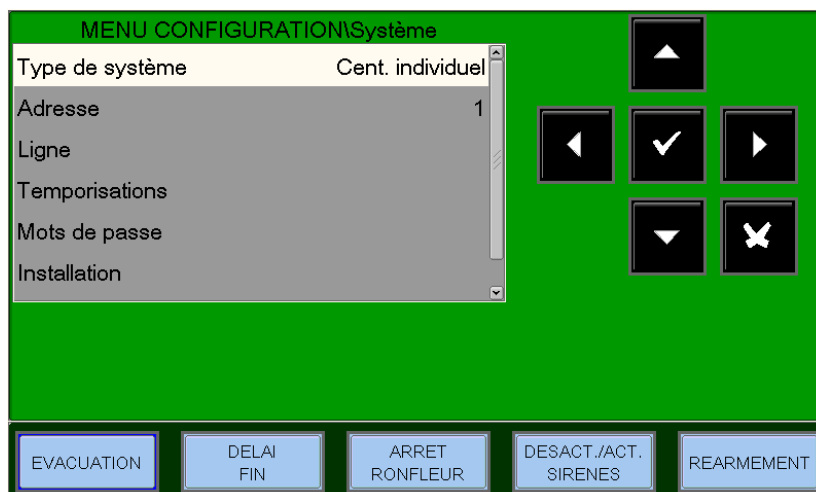 MENU CONFIGURATION\Système
Type de système Cent. individuel
Adresse 1
Ligne
Temporisations
Mots de passe
Installation
EVACUATION
DELAI
FIN
ARRET
RONFLEUR
DESACT./ACT.
SIRENES
REARMEMENT